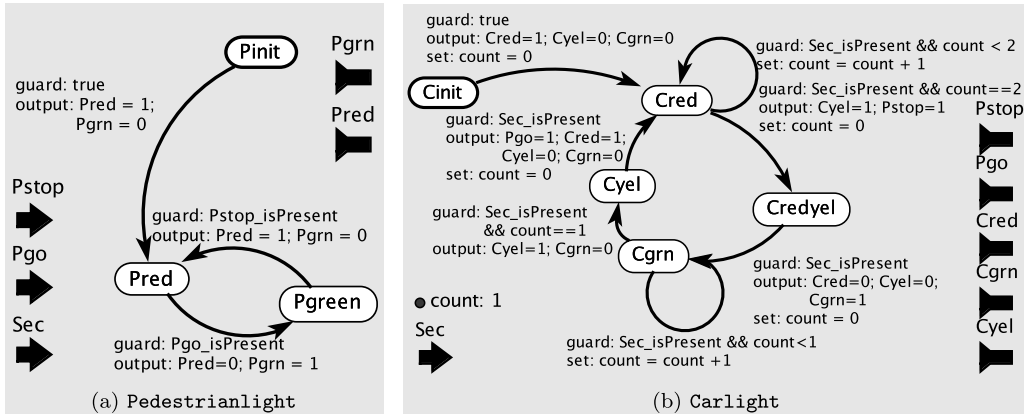 Pinit
Pgrn
guard: true
output: Pred = 1;
Pgrn = 0
Pred
Pstop
guard: Pstop_isPresent
output: Pred = 1; Pgrn = 0
Pgo
Pred
Pgreen
Sec
guard: Pgo_isPresent
output: Pred=0; Pgrn = 1
(a) Pedestrianlight
guard: true
output: Cred=1; Cyel=0; Cgrn=0
set: count = 0
guard: Sec_isPresent && count < 2
set: count = count + 1
Cinit
Cred
guard: Sec_isPresent && count==2
output: Cyel=1; Pstop=1
set: count = 0
Pstop
guard: Sec_isPresent
output: Pgo=1; Cred=1;
Cyel=0; Cgrn=0
set: count = 0
Pgo
Cyel
Credyel
Cred
guard: Sec_isPresent
&& count==1
output: Cyel=1; Cgrn=0
Cgrn
guard: Sec_isPresent
output: Cred=0; Cyel=0;
Cgrn=1
set: count = 0
Cgrn
count: 1
Sec
Cyel
guard: Sec_isPresent && count<1
set: count = count +1
(b) Carlight